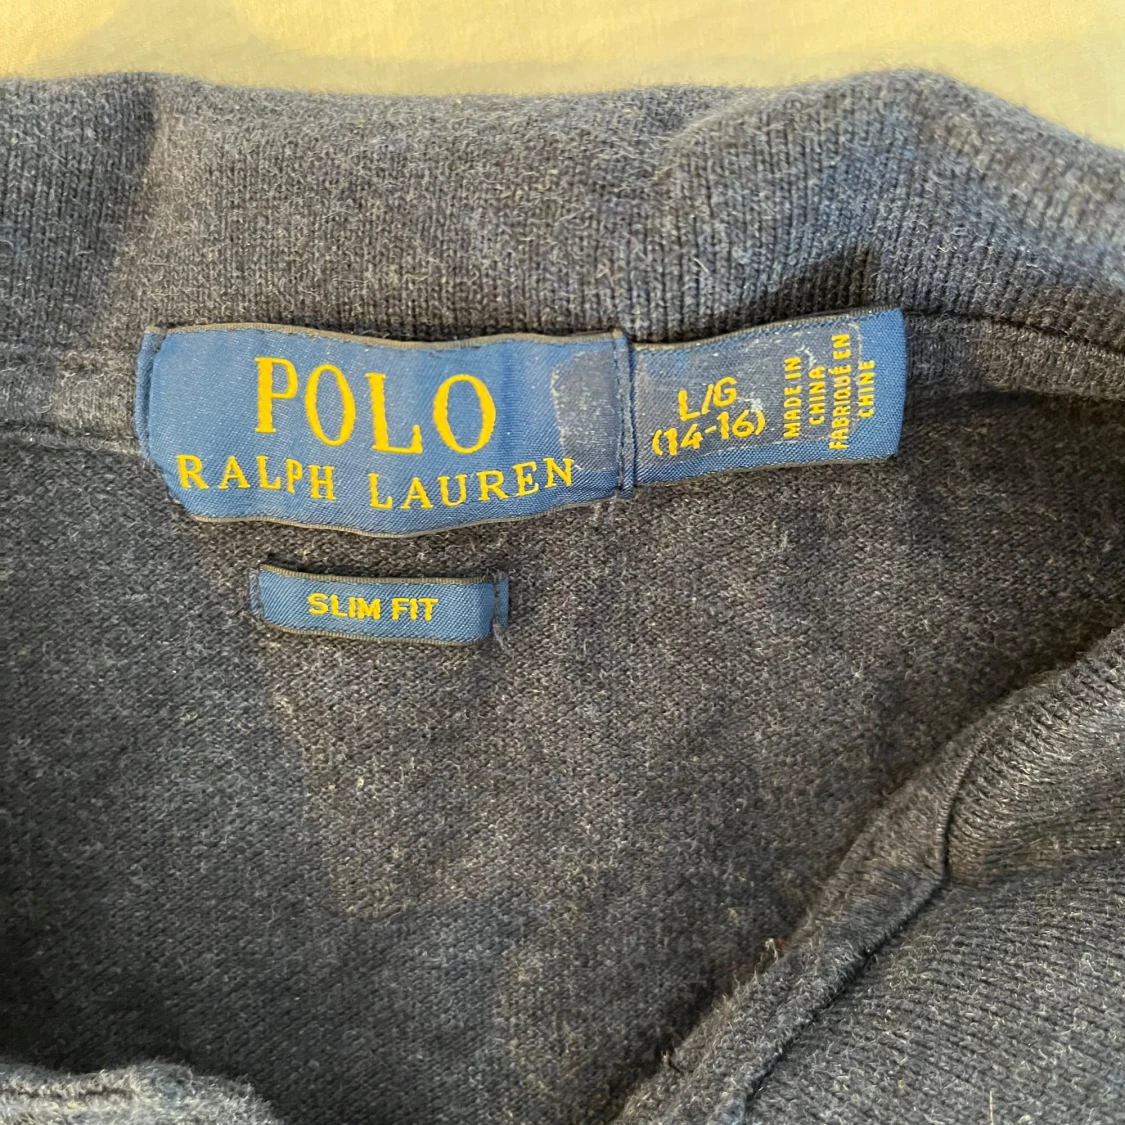 POLO
RALPH LAUREN
L/G
(14-16)
MADE IN
CHINA
FABRIQUÉ EN
CHINE
SLIM FIT